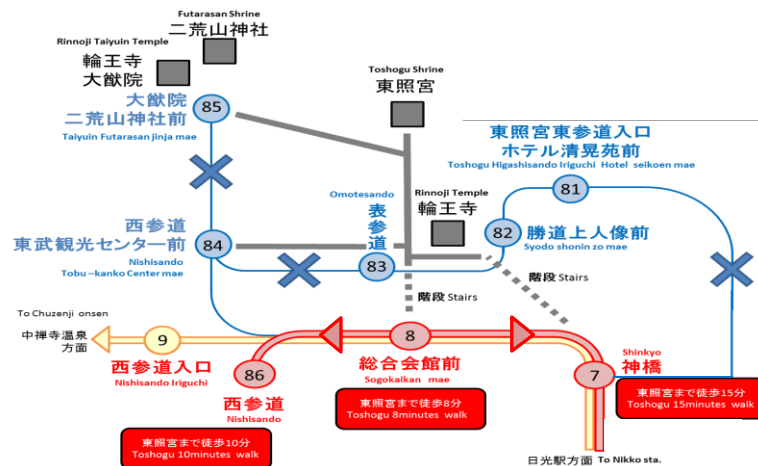 Futarasan Shrine
二荒山神社
Rinnoji Taiyuin Temple
輪王寺
大猷院
Toshogu Shrine
東照宮
大猷院
二荒山神社前
Taiyuin Futarasan jinja mae
85
東照宮東参道入口
ホテル清晃苑前
Toshogu Higashisando Iriguchi Hotel seikoen mae
81
Omotesando
表参道
83
Rinnoji Temple
輪王寺
82
勝道上人像前
Syodo shonin zo mae
西参道
東武観光センター前
Nishisando
Tobu –kanko Center mae
84
階段 Stairs
階段 Stairs
To Chuzenji onsen
中禅寺温泉
方面
9
西参道入口
Nishisando Iriguchi
86
西参道
Nishisando
8
総合会館前
Sogokaikan mae
7
Shinkyo
神橋
東照宮まで徒歩10分
Toshogu 10minutes walk
東照宮まで徒歩8分
Toshogu 8minutes walk
東照宮まで徒歩15分
Toshogu 15minutes walk
日光駅方面 To Nikko sta.